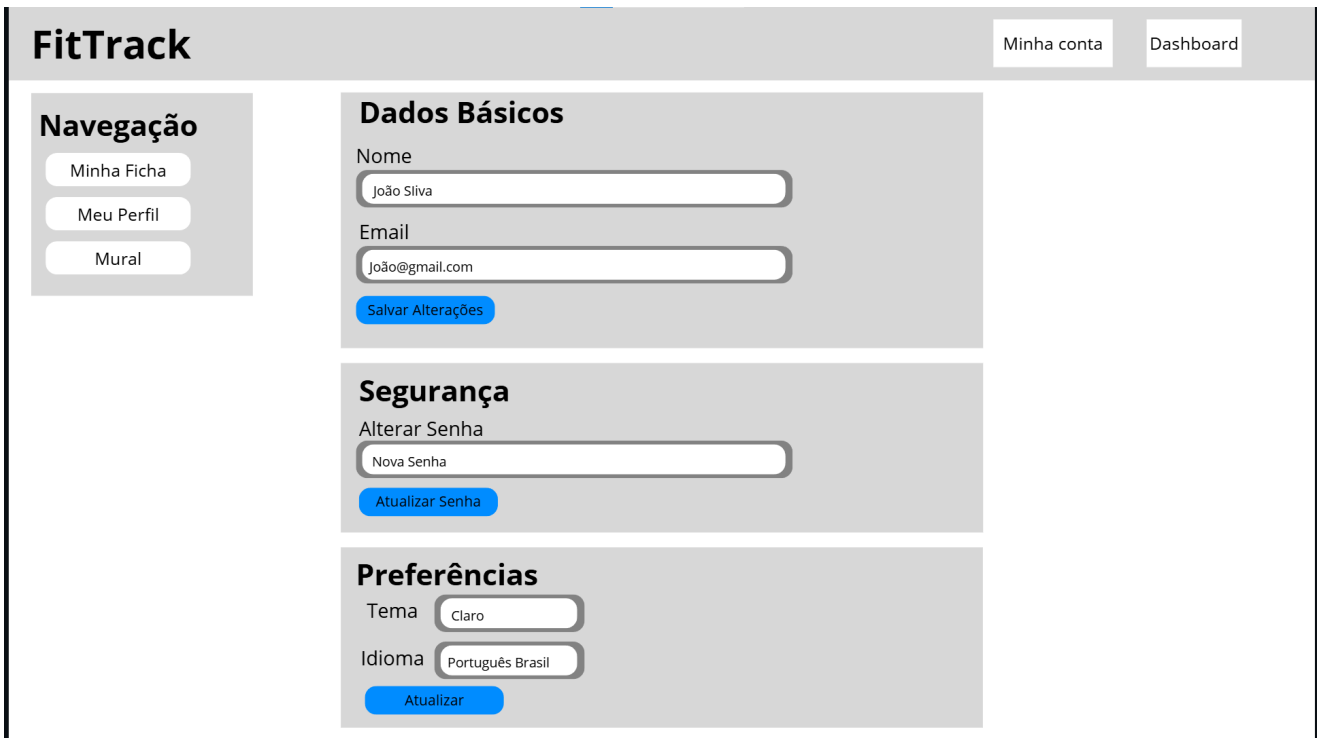 FitTrack
Minha conta
Dashboard
Navegação
Minha Ficha
Meu Perfil
Mural
Dados Básicos
Nome
João SIiva
Email
João@gmail.com
Salvar Alterações
Segurança
Alterar Senha
Nova Senha
Atualizar Senha
Preferências
Tema
Claro
Idioma
Português Brasil
Atualizar